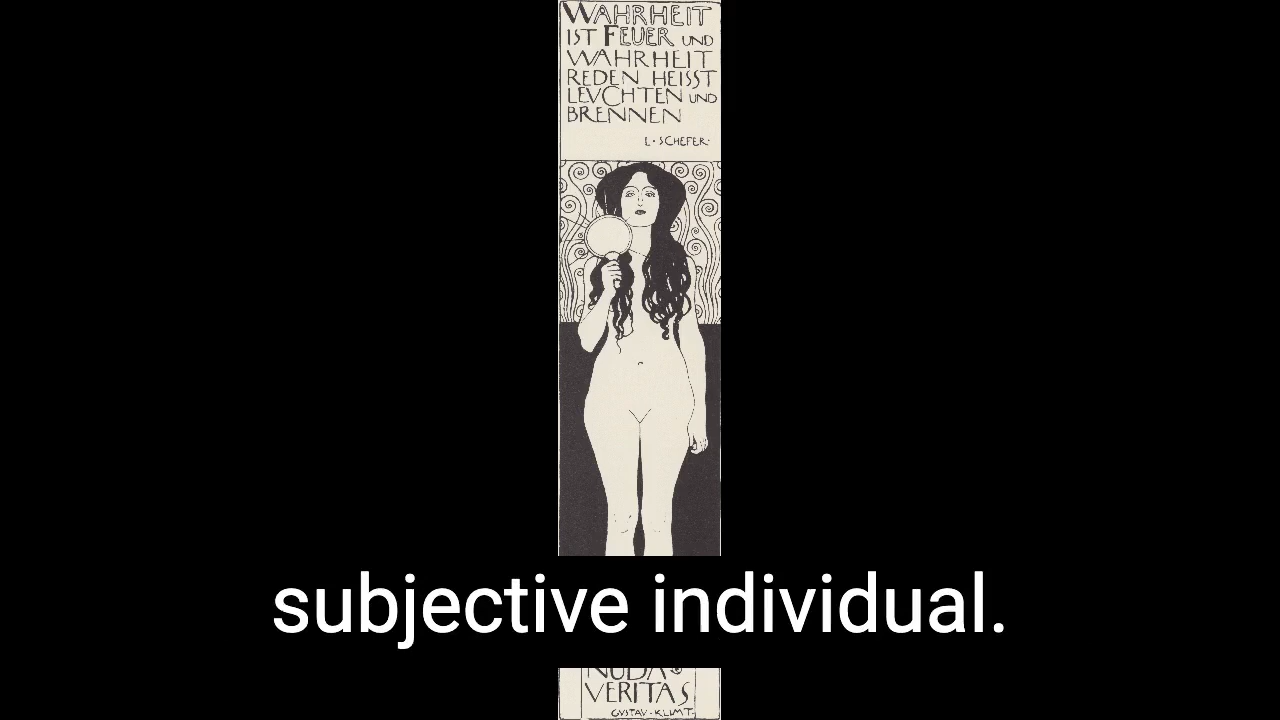 WAHRHEIT
IST FEUER UND
WAHRHEIT
REDEN HEISST
LEVCHTEN UND
BRENNEN
L·SCHEFER·
subjective individual.
NUDA
VERITAS
GVSTAV·KLIMT·